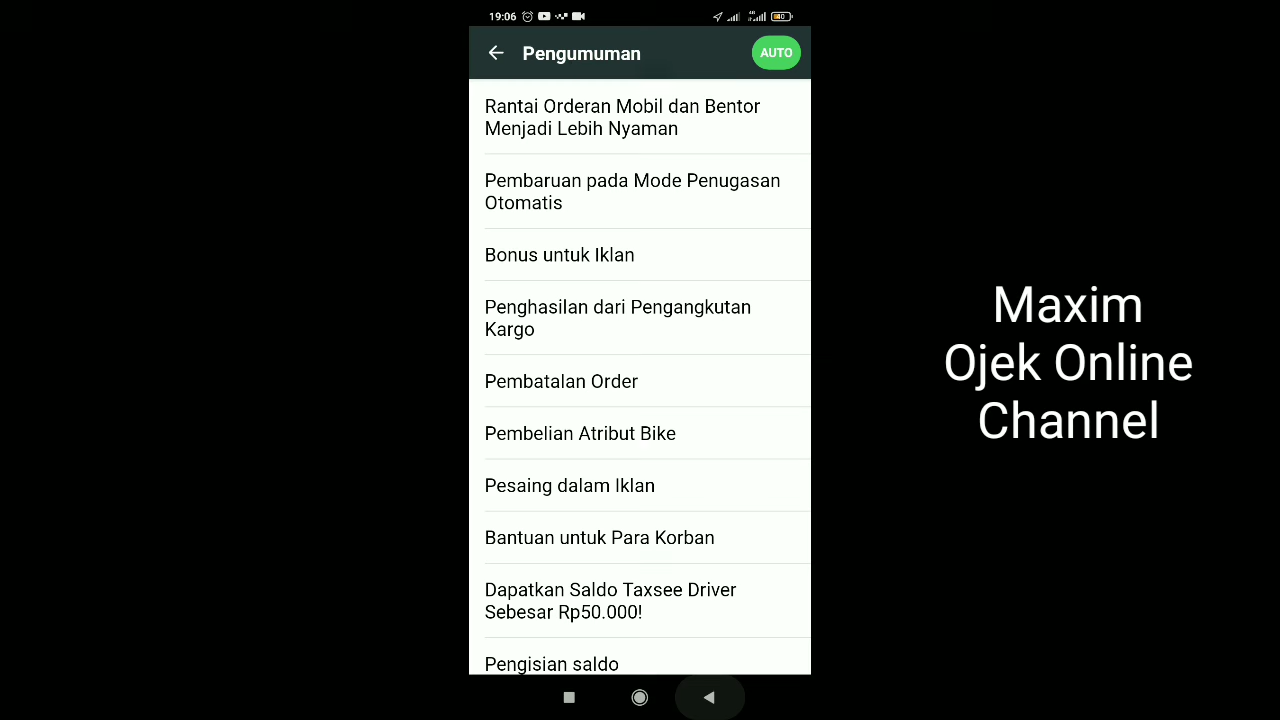 19:06
Pengumuman
AUTO
Rantai Orderan Mobil dan Bentor
Menjadi Lebih Nyaman
Pembaruan pada Mode Penugasan
Otomatis
Bonus untuk Iklan
Penghasilan dari Pengangkutan
Kargo
Pembatalan Order
Pembelian Atribut Bike
Pesaing dalam Iklan
Bantuan untuk Para Korban
Dapatkan Saldo Taxsee Driver
Sebesar Rp50.000!
Pengisian saldo
Maxim
Ojek Online
Channel